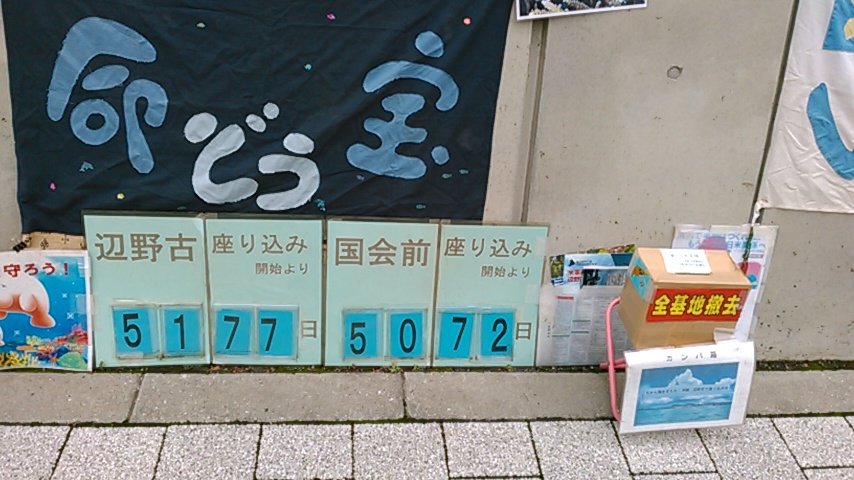 命どう宝
守ろう！
辺野古
座り込み
開始より
5177日
国会前
座り込み
開始より
5072日
全基地撤去
カンパ箱